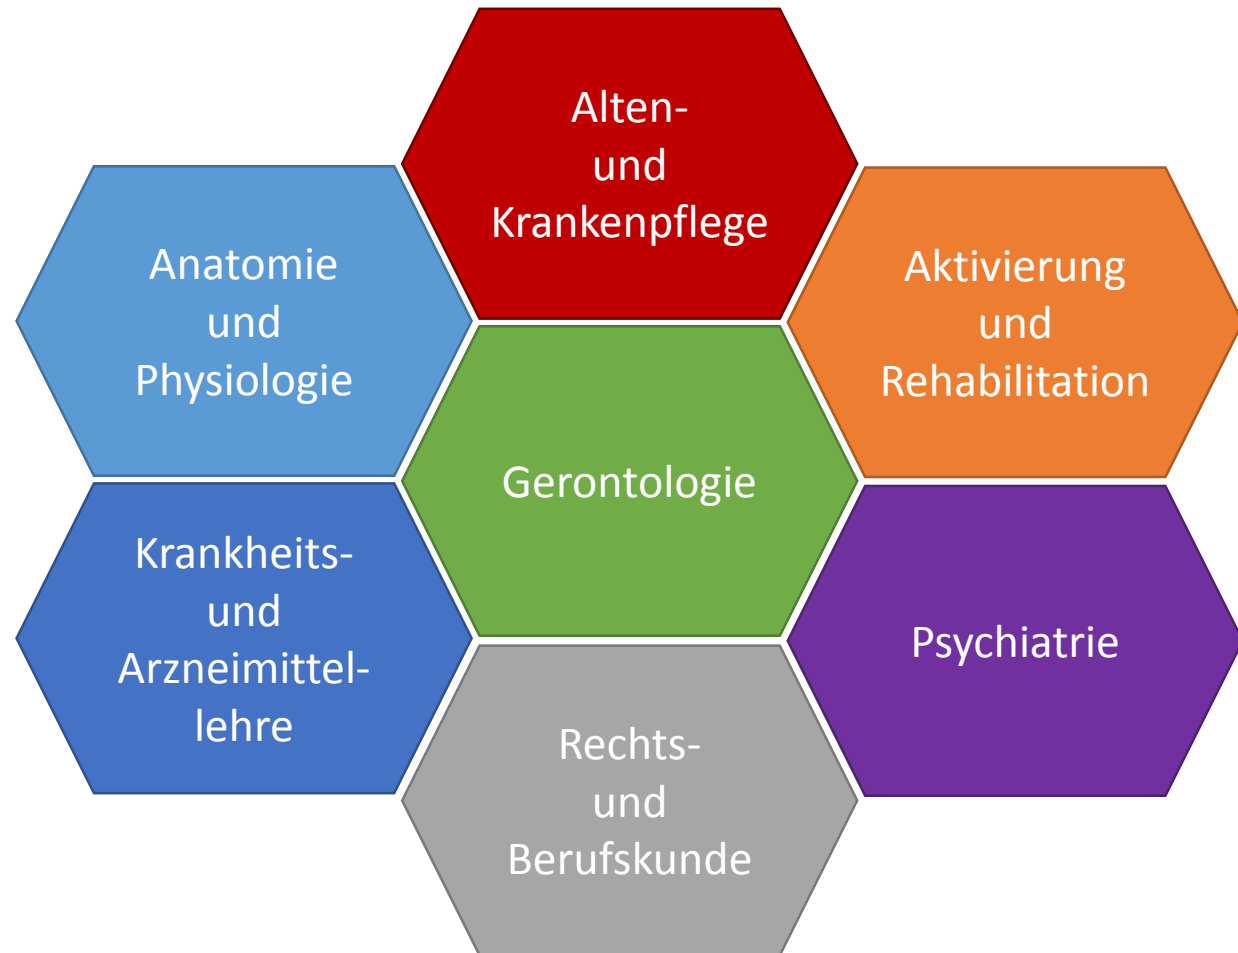 Alten-
und
Krankenpflege
Anatomie
und
Physiologie
Aktivierung
und
Rehabilitation
Gerontologie
Krankheits-
und
Arzneimittel-
lehre
Psychiatrie
Rechts-
und
Berufskunde